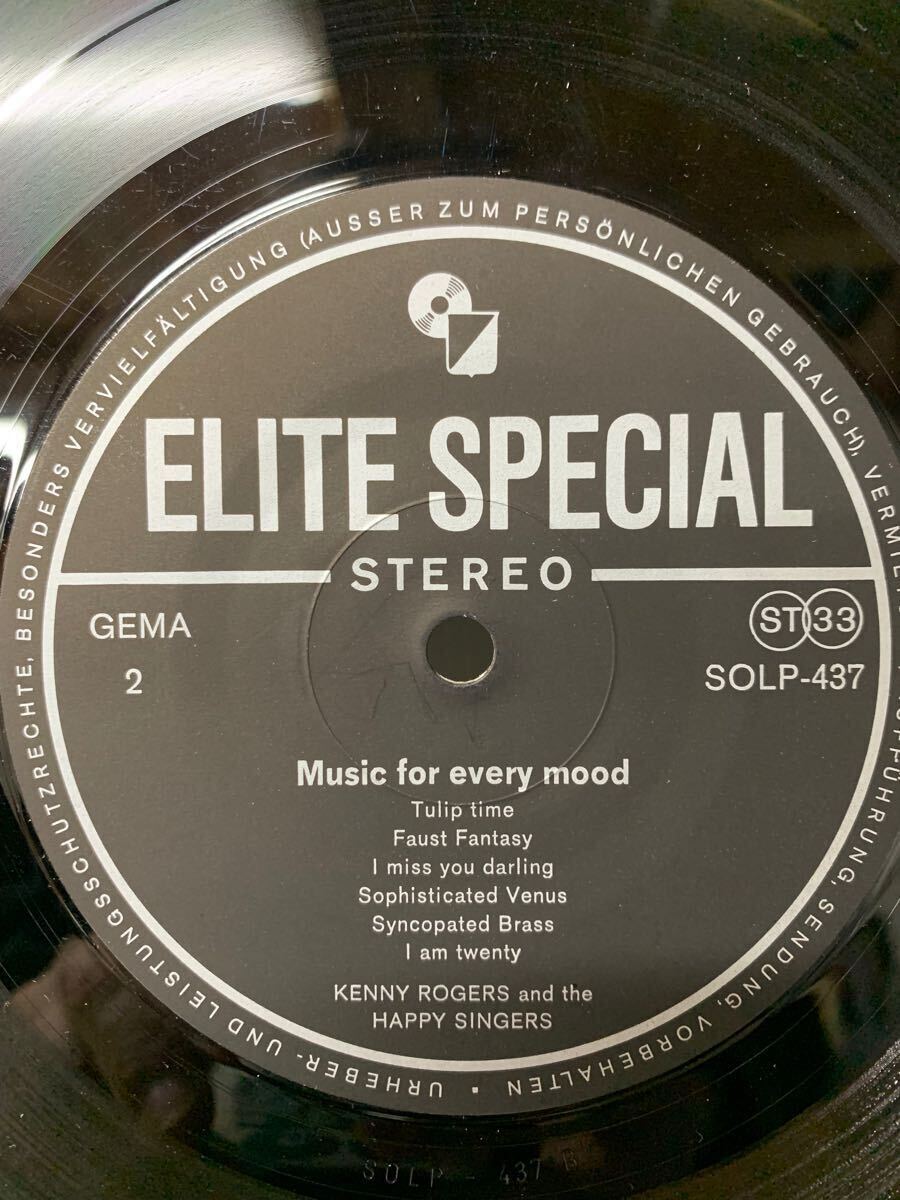 URHEBER- UND LEISTUNGSSCHUTZRECHTE, BESONDERS VERVIELFÄLTIGUNG (AUSSER ZUM PERSÖNLICHEN GEBRAUCH), SENDUNG, VORBEHALTEN
ELITE SPECIAL
STEREO
GEMA
ST 33
2
SOLP-437
Music for every mood
Tulip time
Faust Fantasy
I miss you darling
Sophisticated Venus
Syncopated Brass
I am twenty
KENNY ROGERS and the
HAPPY SINGERS
SOLP - 437 B